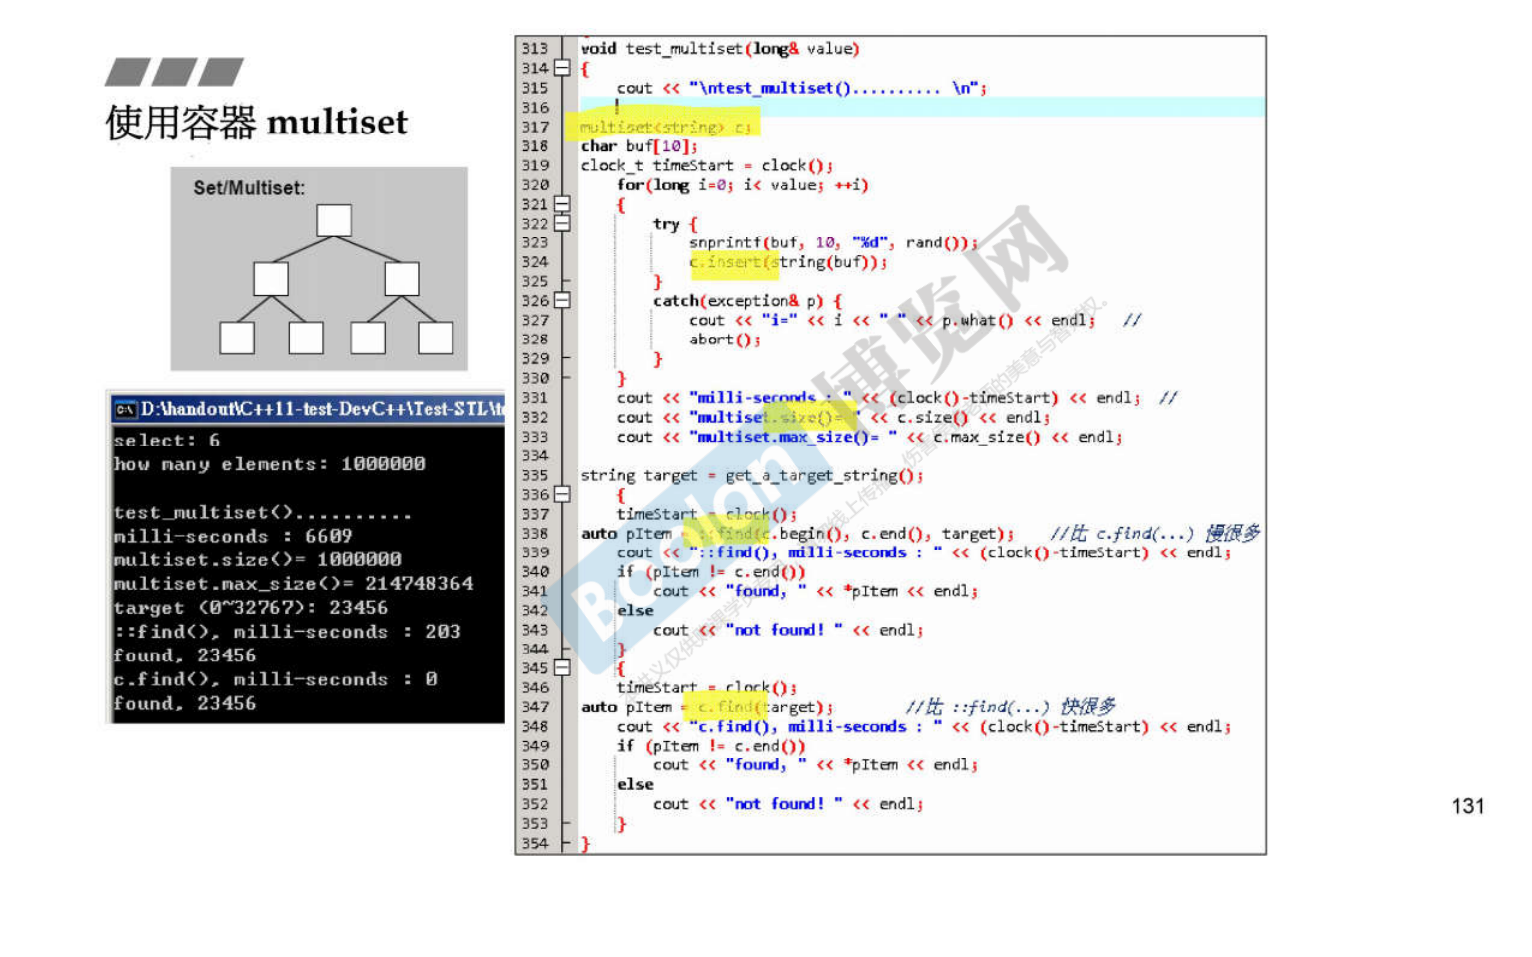 使用容器 multiset
Set/Multiset:
D:\handout\C++11-test-DevC++\Test-STL\t
select: 6
how many elements: 1000000
test_multiset()..........
milli-seconds : 6609
multiset.size()= 1000000
multiset.max_size()= 214748364
target (0~32767): 23456
::find(), milli-seconds : 203
found, 23456
c.find(), milli-seconds : 0
found, 23456
313 void test_multiset(long& value)
314 {
315 cout << "\ntest_multiset().......... \n";
316
317 multiset<string> c;
318 char buf[10];
319 clock_t timeStart = clock();
320 for(long i=0; i< value; ++i)
321 {
322 try {
323 snprintf(buf, 10, "%d", rand());
324 c.insert(string(buf));
325 }
326 catch(exception& p) {
327 cout << "i=" << i << " " << p.what() << endl; //
328 abort();
329 }
330 }
331 cout << "milli-seconds : " << (clock()-timeStart) << endl; //
332 cout << "multiset.size()= " << c.size() << endl;
333 cout << "multiset.max_size()= " << c.max_size() << endl;
334
335 string target = get_a_target_string();
336 {
337 timeStart = clock();
338 auto pItem = ::find(c.begin(), c.end(), target); //比 c.find(...) 慢很多
339 cout << "::find(), milli-seconds : " << (clock()-timeStart) << endl;
340 if (pItem != c.end())
341 cout << "found, " << *pItem << endl;
342 else
343 cout << "not found! " << endl;
344 }
345 {
346 timeStart = clock();
347 auto pItem = c.find(target); //比 ::find(...) 快很多
348 cout << "c.find(), milli-seconds : " << (clock()-timeStart) << endl;
349 if (pItem != c.end())
350 cout << "found, " << *pItem << endl;
351 else
352 cout << "not found! " << endl;
353 }
354 }
Boolan 博览网
131